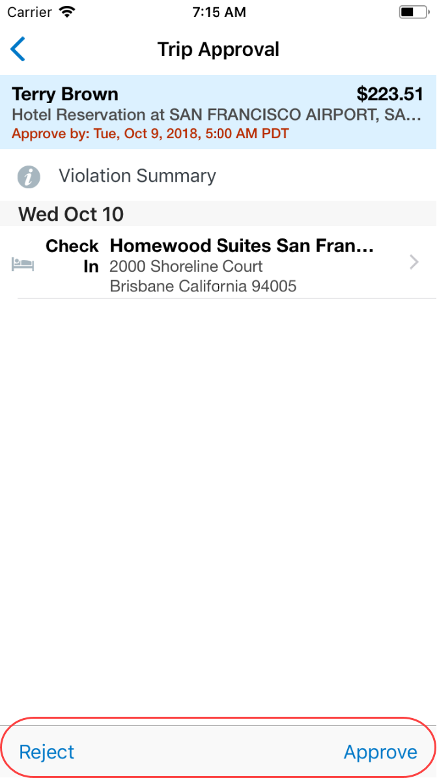 Carrier 7:15 AM
Trip Approval
Terry Brown $223.51
Hotel Reservation at SAN FRANCISCO AIRPORT, SA...
Approve by: Tue, Oct 9, 2018, 5:00 AM PDT
i Violation Summary
Wed Oct 10
Check Homewood Suites San Fran...
In 2000 Shoreline Court
Brisbane California 94005
Reject Approve